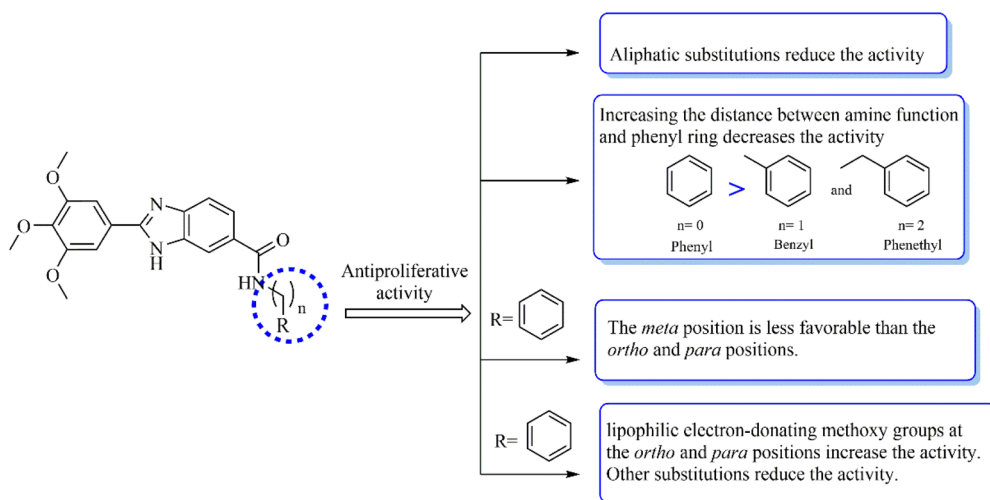 Aliphatic substitutions reduce the activity
Increasing the distance between amine function
and phenyl ring decreases the activity
> and
n= 0 n= 1 n= 2
Phenyl Benzyl Phenethyl
O
O
O
N
N
H
O
HN
( )n
R
Antiproliferative
activity
R=
The meta position is less favorable than the
ortho and para positions.
R=
lipophilic electron-donating methoxy groups at
the ortho and para positions increase the activity.
Other substitutions reduce the activity.